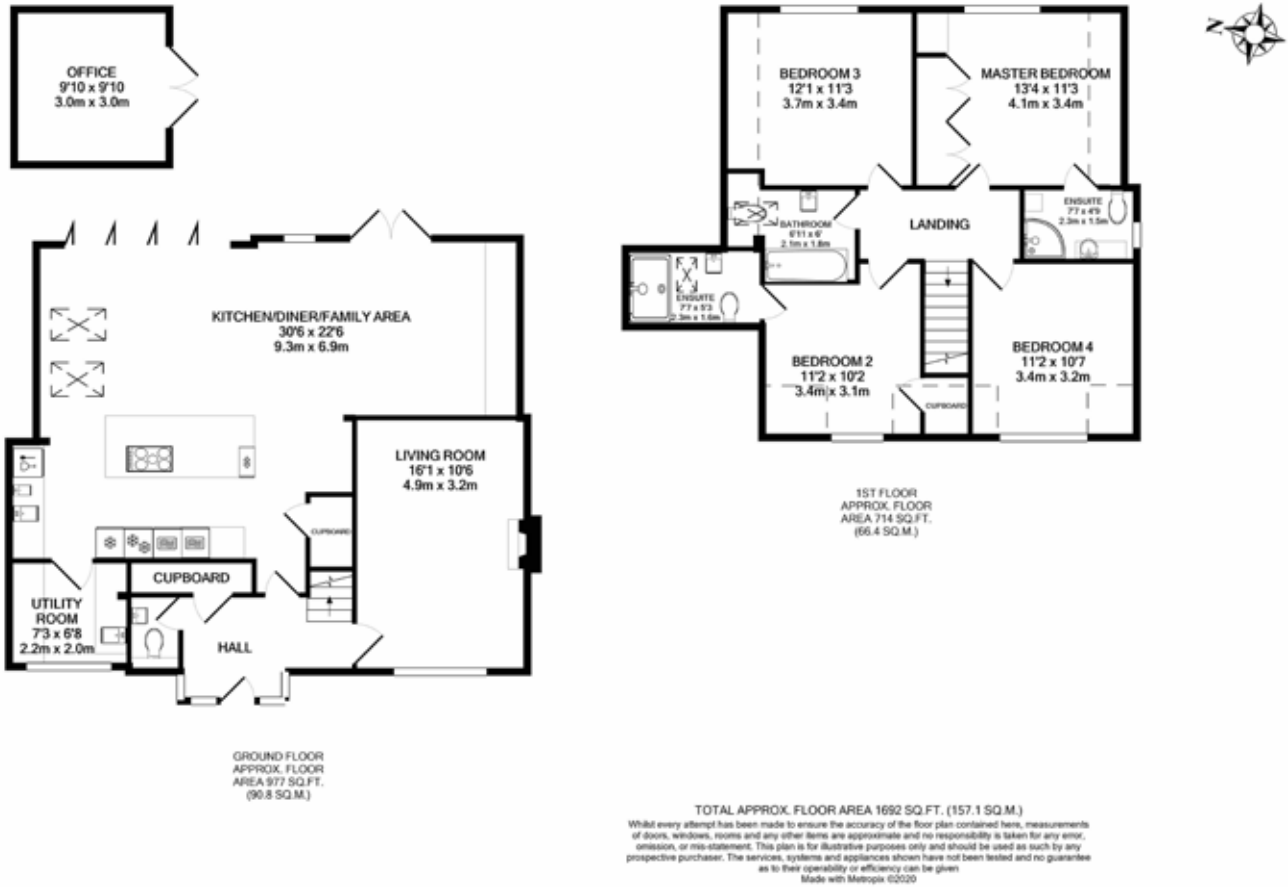 OFFICE
9'10 x 9'10
3.0m x 3.0m
KITCHEN/DINER/FAMILY AREA
30'6 x 22'6
9.3m x 6.9m
LIVING ROOM
16'1 x 10'6
4.9m x 3.2m
CUPBOARD
CUPBOARD
UTILITY
ROOM
7'3 x 6'8
2.2m x 2.0m
HALL
GROUND FLOOR
APPROX. FLOOR
AREA 977 SQ.FT.
(90.8 SQ.M.)
N
BEDROOM 3
12'1 x 11'3
3.7m x 3.4m
MASTER BEDROOM
13'4 x 11'3
4.1m x 3.4m
BATHROOM
6'11 x 6'
2.1m x 1.8m
LANDING
ENSUITE
7'7 x 4'9
2.3m x 1.5m
ENSUITE
7'7 x 5'3
2.3m x 1.6m
BEDROOM 2
11'2 x 10'2
3.4m x 3.1m
CUPBOARD
BEDROOM 4
11'2 x 10'7
3.4m x 3.2m
1ST FLOOR
APPROX. FLOOR
AREA 714 SQ.FT.
(66.4 SQ.M.)
TOTAL APPROX. FLOOR AREA 1692 SQ.FT. (157.1 SQ.M.)
Whilst every attempt has been made to ensure the accuracy of the floor plan contained here, measurements
of doors, windows, rooms and any other items are approximate and no responsibility is taken for any error,
omission, or mis-statement. This plan is for illustrative purposes only and should be used as such by any
prospective purchaser. The services, systems and appliances shown have not been tested and no guarantee
as to their operability or efficiency can be given
Made with Metropix ©2020